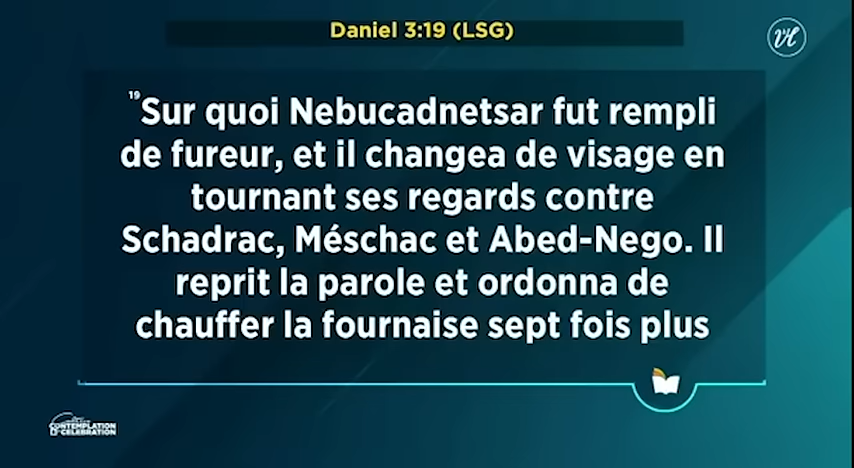 Daniel 3:19 (LSG)
¹⁹Sur quoi Nebucadnetsar fut rempli
de fureur, et il changea de visage en
tournant ses regards contre
Schadrac, Méschac et Abed-Nego. Il
reprit la parole et ordonna de
chauffer la fournaise sept fois plus
CONTEMPLATION
CELEBRATION